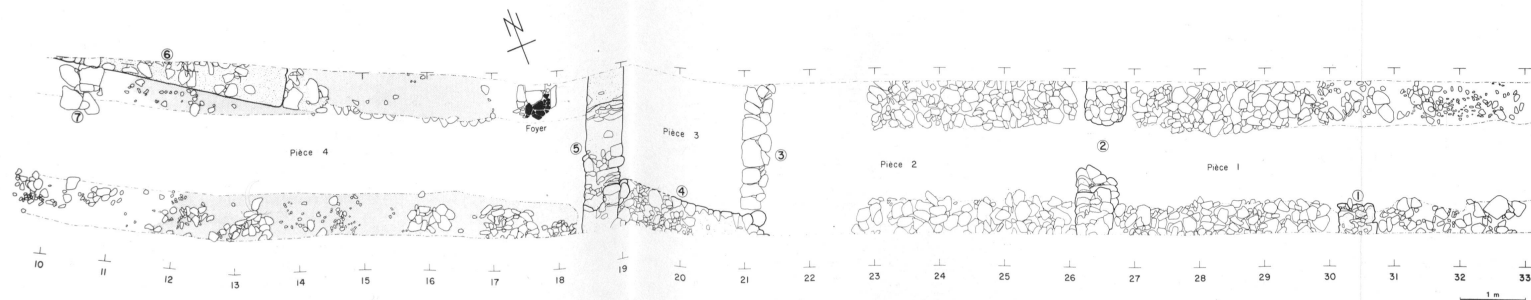 N
⑥
⑦
Foyer
Pièce 4
⑤
Pièce 3
④
③
Pièce 2
②
Pièce 1
①
10 11 12 13 14 15 16 17 18 19 20 21 22 23 24 25 26 27 28 29 30 31 32 33
1 m